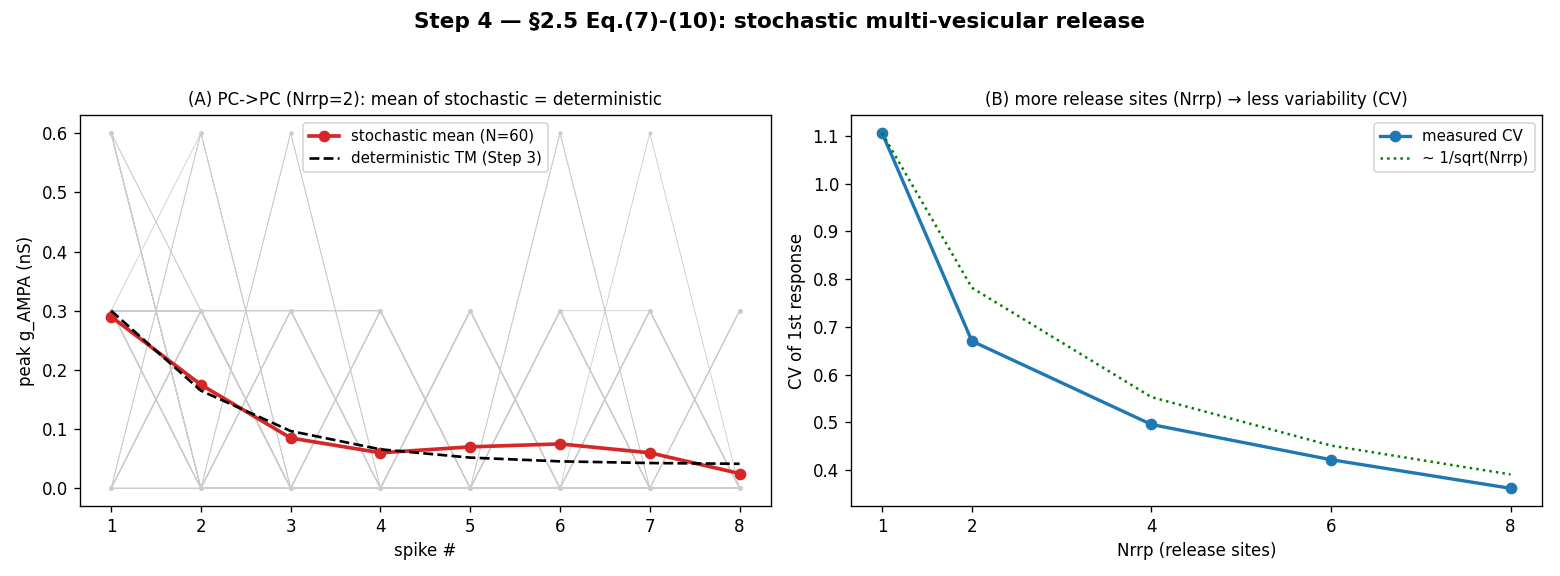 Step 4 — §2.5 Eq.(7)-(10): stochastic multi-vesicular release
(A) PC->PC (Nrrp=2): mean of stochastic = deterministic
stochastic mean (N=60)
deterministic TM (Step 3)
peak g_AMPA (nS)
0.6
0.5
0.4
0.3
0.2
0.1
0.0
1 2 3 4 5 6 7 8
spike #
(B) more release sites (Nrrp) → less variability (CV)
measured CV
~ 1/sqrt(Nrrp)
CV of 1st response
1.1
1.0
0.9
0.8
0.7
0.6
0.5
0.4
1 2 4 6 8
Nrrp (release sites)